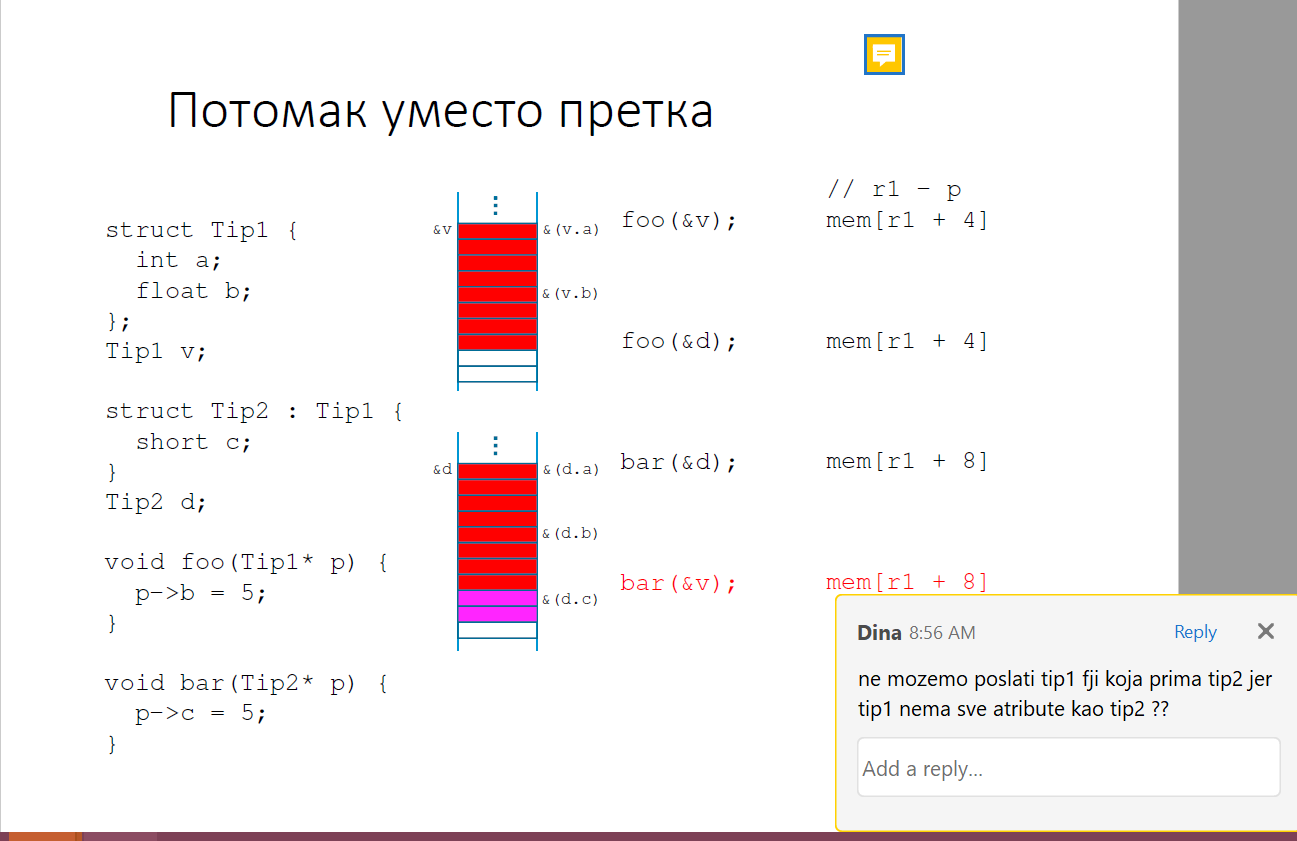 Потомак уместо претка
struct Tip1 {
int a;
float b;
};
Tip1 v;
struct Tip2 : Tip1 {
short c;
}
Tip2 d;
void foo(Tip1* p) {
p->b = 5;
}
void bar(Tip2* p) {
p->c = 5;
}
&v
&(v.a)
&(v.b)
&d
&(d.a)
&(d.b)
&(d.c)
// r1 – p
foo(&v); mem[r1 + 4]
foo(&d); mem[r1 + 4]
bar(&d); mem[r1 + 8]
bar(&v); mem[r1 + 8]
Dina 8:56 AM Reply
ne mozemo poslati tip1 fji koja prima tip2 jer
tip1 nema sve atribute kao tip2 ??
Add a reply...